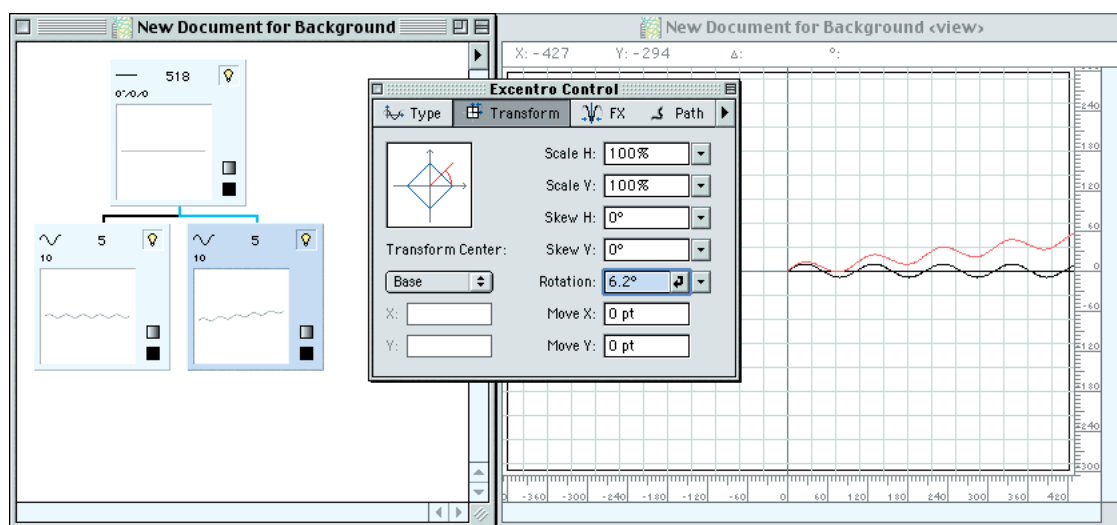 New Document for Background
518
0°/0/0
5
10
5
10
New Document for Background <view>
X: -427 Y: -294 Δ: °:
Excentro Control
Type Transform FX Path
Scale H: 100%
Scale V: 100%
Skew H: 0°
Transform Center: Skew Y: 0°
Base Rotation: 6.2°
X: Move X: 0 pt
Y: Move Y: 0 pt
240
180
120
60
0
-60
-120
-180
-240
-300
-360 -300 -240 -180 -120 -60 0 60 120 180 240 300 360 420